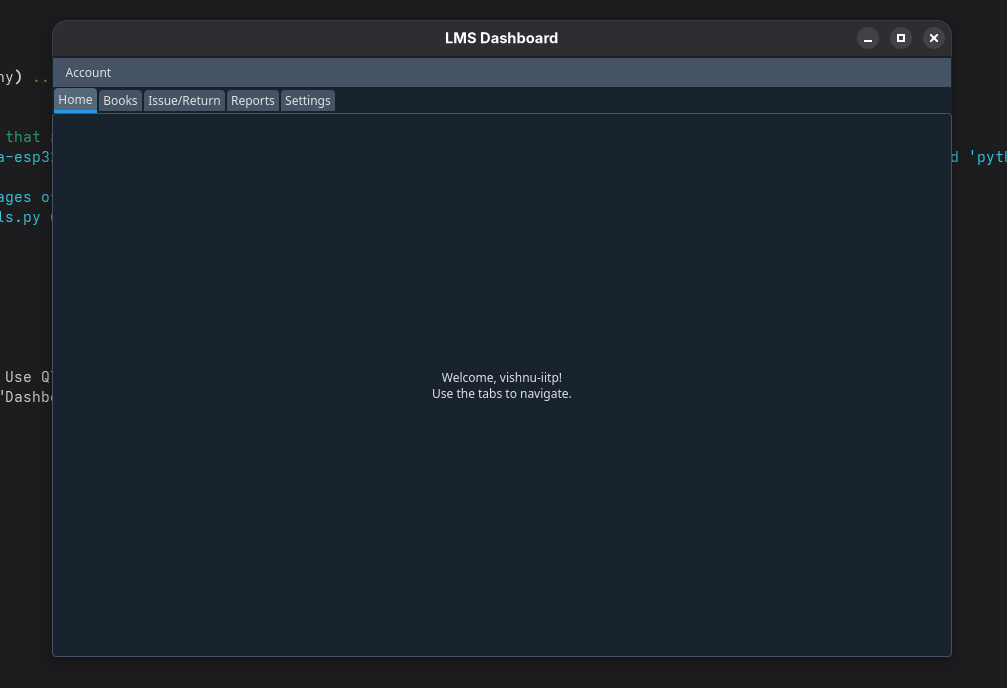 LMS Dashboard
ny) ..
Account
Home Books Issue/Return Reports Settings
that
a-esp3 d 'pyth
ages o
ls.py
Welcome, vishnu-iitp!
Use Q
Use the tabs to navigate.
'Dashb